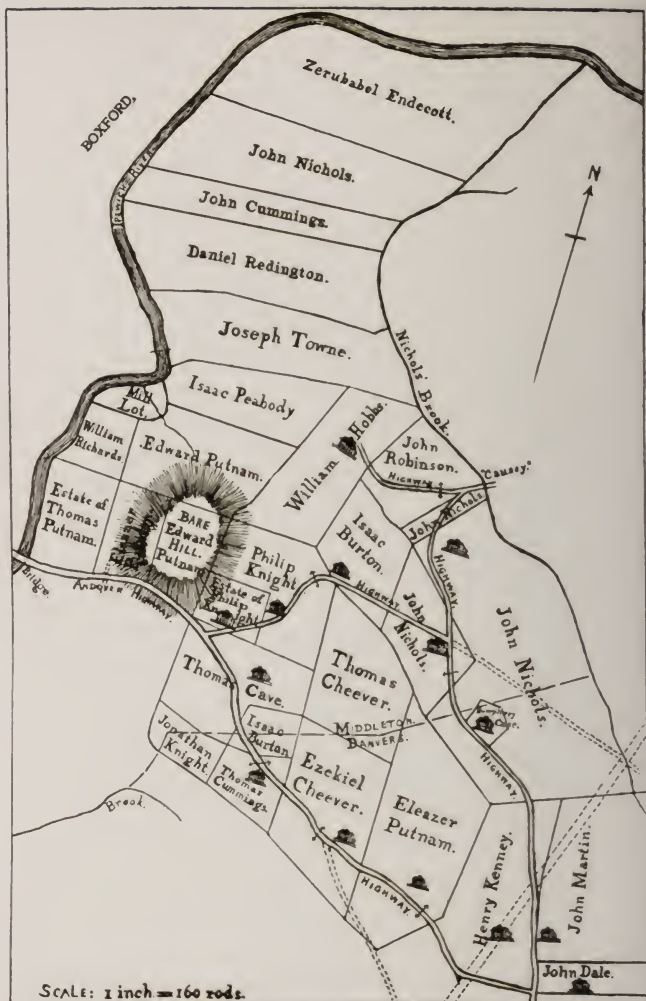 Zerubabel Endecott.
BOXFORD,
John Nichols.
IPSWICH RIVER
N
John Cummings.
Daniel Redington.
Joseph Towne.
Nichols' Brook.
Isaac Peabody
Mill
Lot.
William Hobbs.
John
Robinson.
William
Richards.
Edward Putnam.
HIGHWAY
"Causey."
John Nichols
Estate of
Thomas
Putnam.
BARE
Edward
HILL.
Putnam
Isaac
Burton.
Philip
Knight
HIGHWAY.
Estate of
Philip
Knight
HIGHWAY
John
Nichols.
Bridge.
ANDOVER HIGHWAY.
John Nichols.
Thomas
Cave.
Thomas
Cheever.
MIDDLETON
DANVERS.
Isaac
Burton
Jonathan
Knight.
Thomas
Cummings.
Ezekiel
Cheever.
HIGHWAY.
Brook.
Eleazer
Putnam.
Henry Kenney.
John Martin.
HIGHWAY.
John Dale.
SCALE: 1 inch = 160 rods.